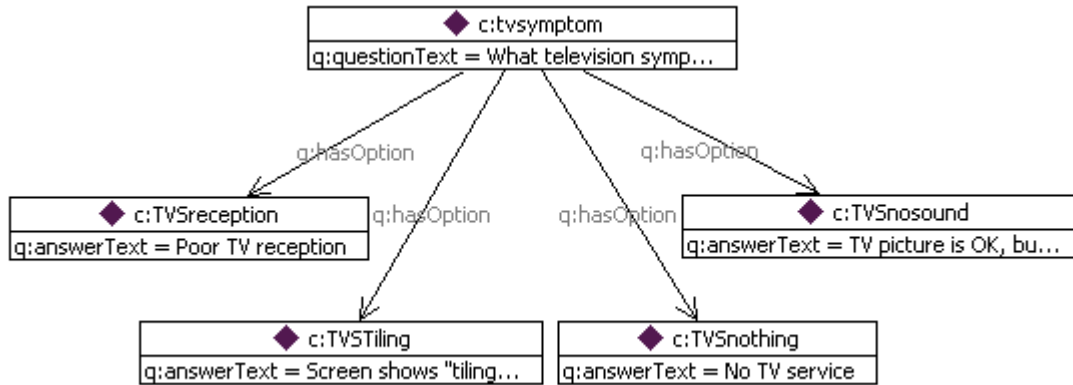 c:tvsymptom
q:questionText = What television symp...
q:hasOption
q:hasOption
c:TVSreception
q:answerText = Poor TV reception
q:hasOption
q:hasOption
c:TVSnosound
q:answerText = TV picture is OK, bu...
c:TVSTiling
q:answerText = Screen shows "tiling...
c:TVSnothing
q:answerText = No TV service